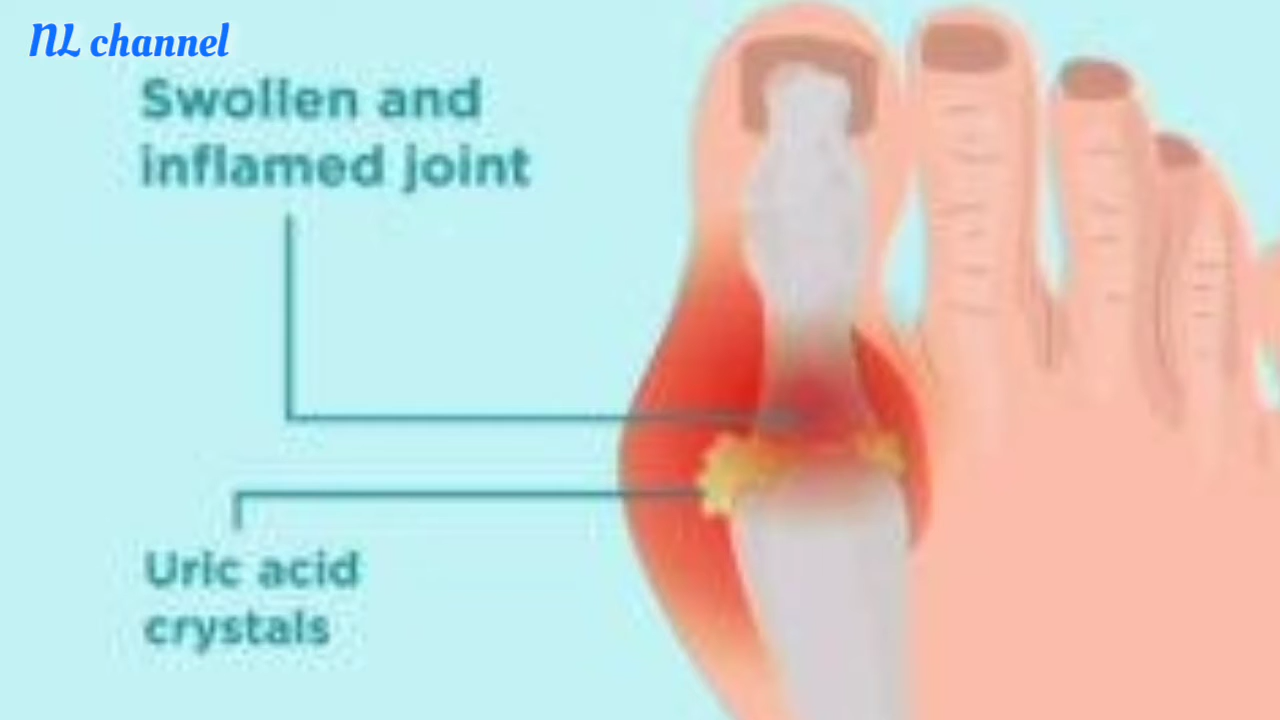 NL channel
Swollen and
inflamed joint
Uric acid
crystals